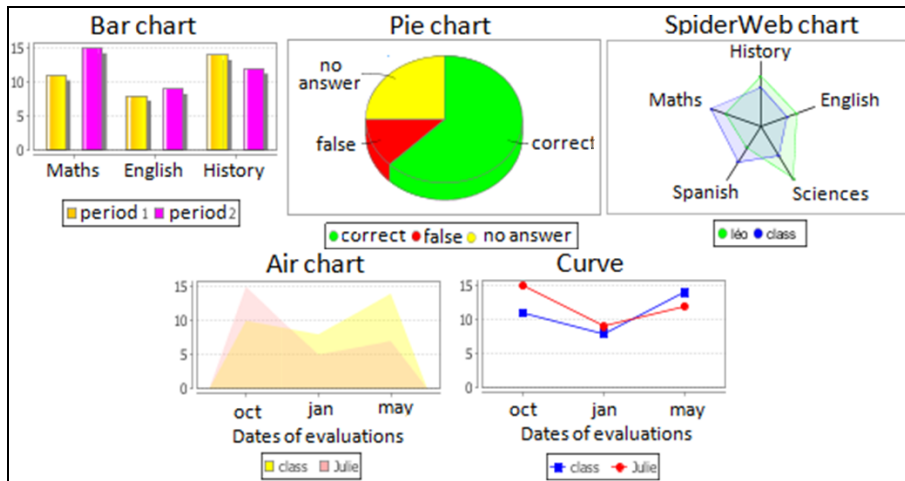 Bar chart
15
10
5
0
Maths English History
period 1 period 2
Pie chart
no
answer
false
correct
correct false no answer
SpiderWeb chart
History
Maths
English
Spanish
Sciences
léo class
Air chart
15
10
5
0
oct jan may
Dates of evaluations
class Julie
Curve
15
10
5
0
oct jan may
Dates of evaluations
class Julie